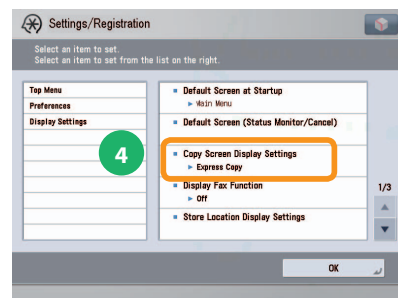 Settings/Registration
Select an item to set.
Select an item to set from the list on the right.
Top Menu
Preferences
Display Settings
Default Screen at Startup
► Main Menu
Default Screen (Status Monitor/Cancel)
4
Copy Screen Display Settings
► Express Copy
Display Fax Function
► Off
Store Location Display Settings
1/3
OK